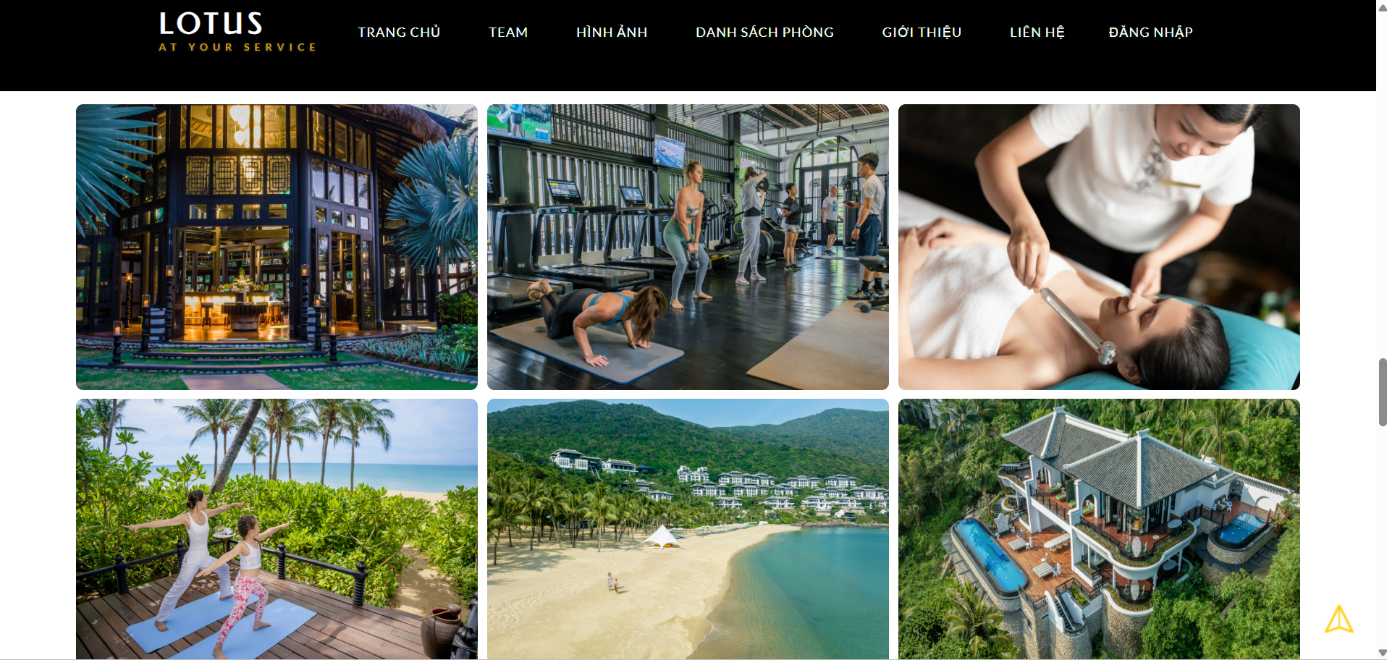 LOTUS
AT YOUR SERVICE
TRANG CHỦ TEAM HÌNH ẢNH DANH SÁCH PHÒNG GIỚI THIỆU LIÊN HỆ ĐĂNG NHẬP